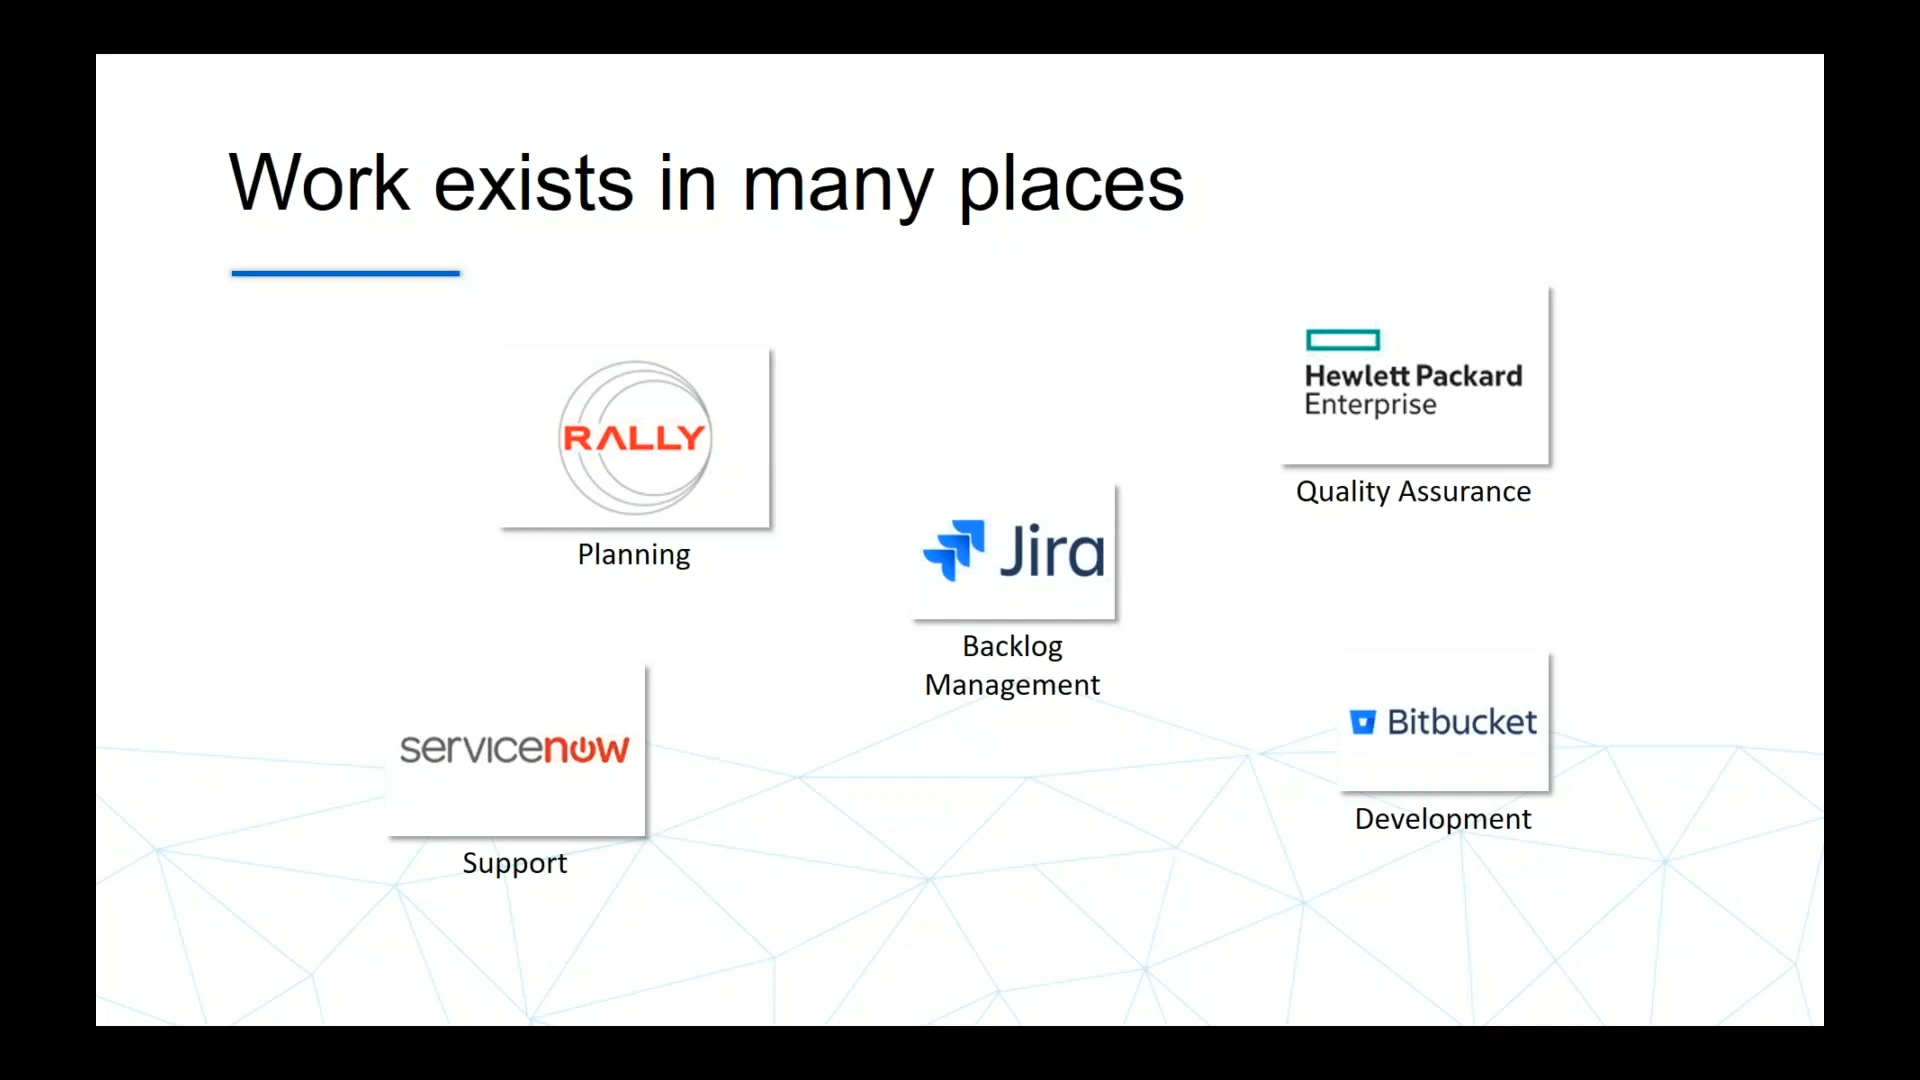 Work exists in many places
Hewlett Packard
Enterprise
Quality Assurance
RALLY
Planning
Jira
Backlog
Management
servicenow
Support
Bitbucket
Development